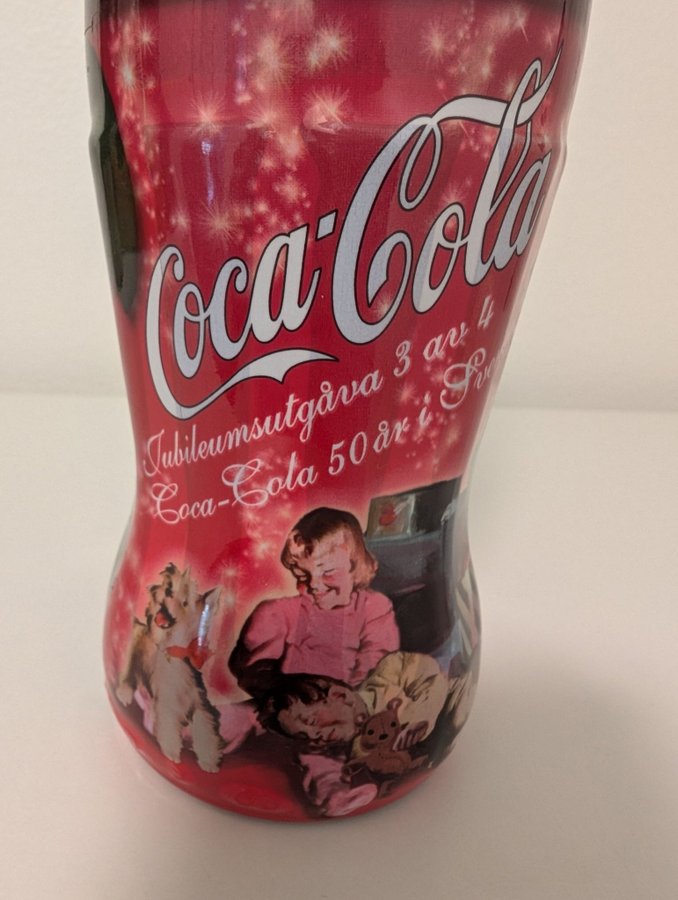 Coca-Cola
Jubileumsutgåva 3 av 4
Coca-Cola 50 år i